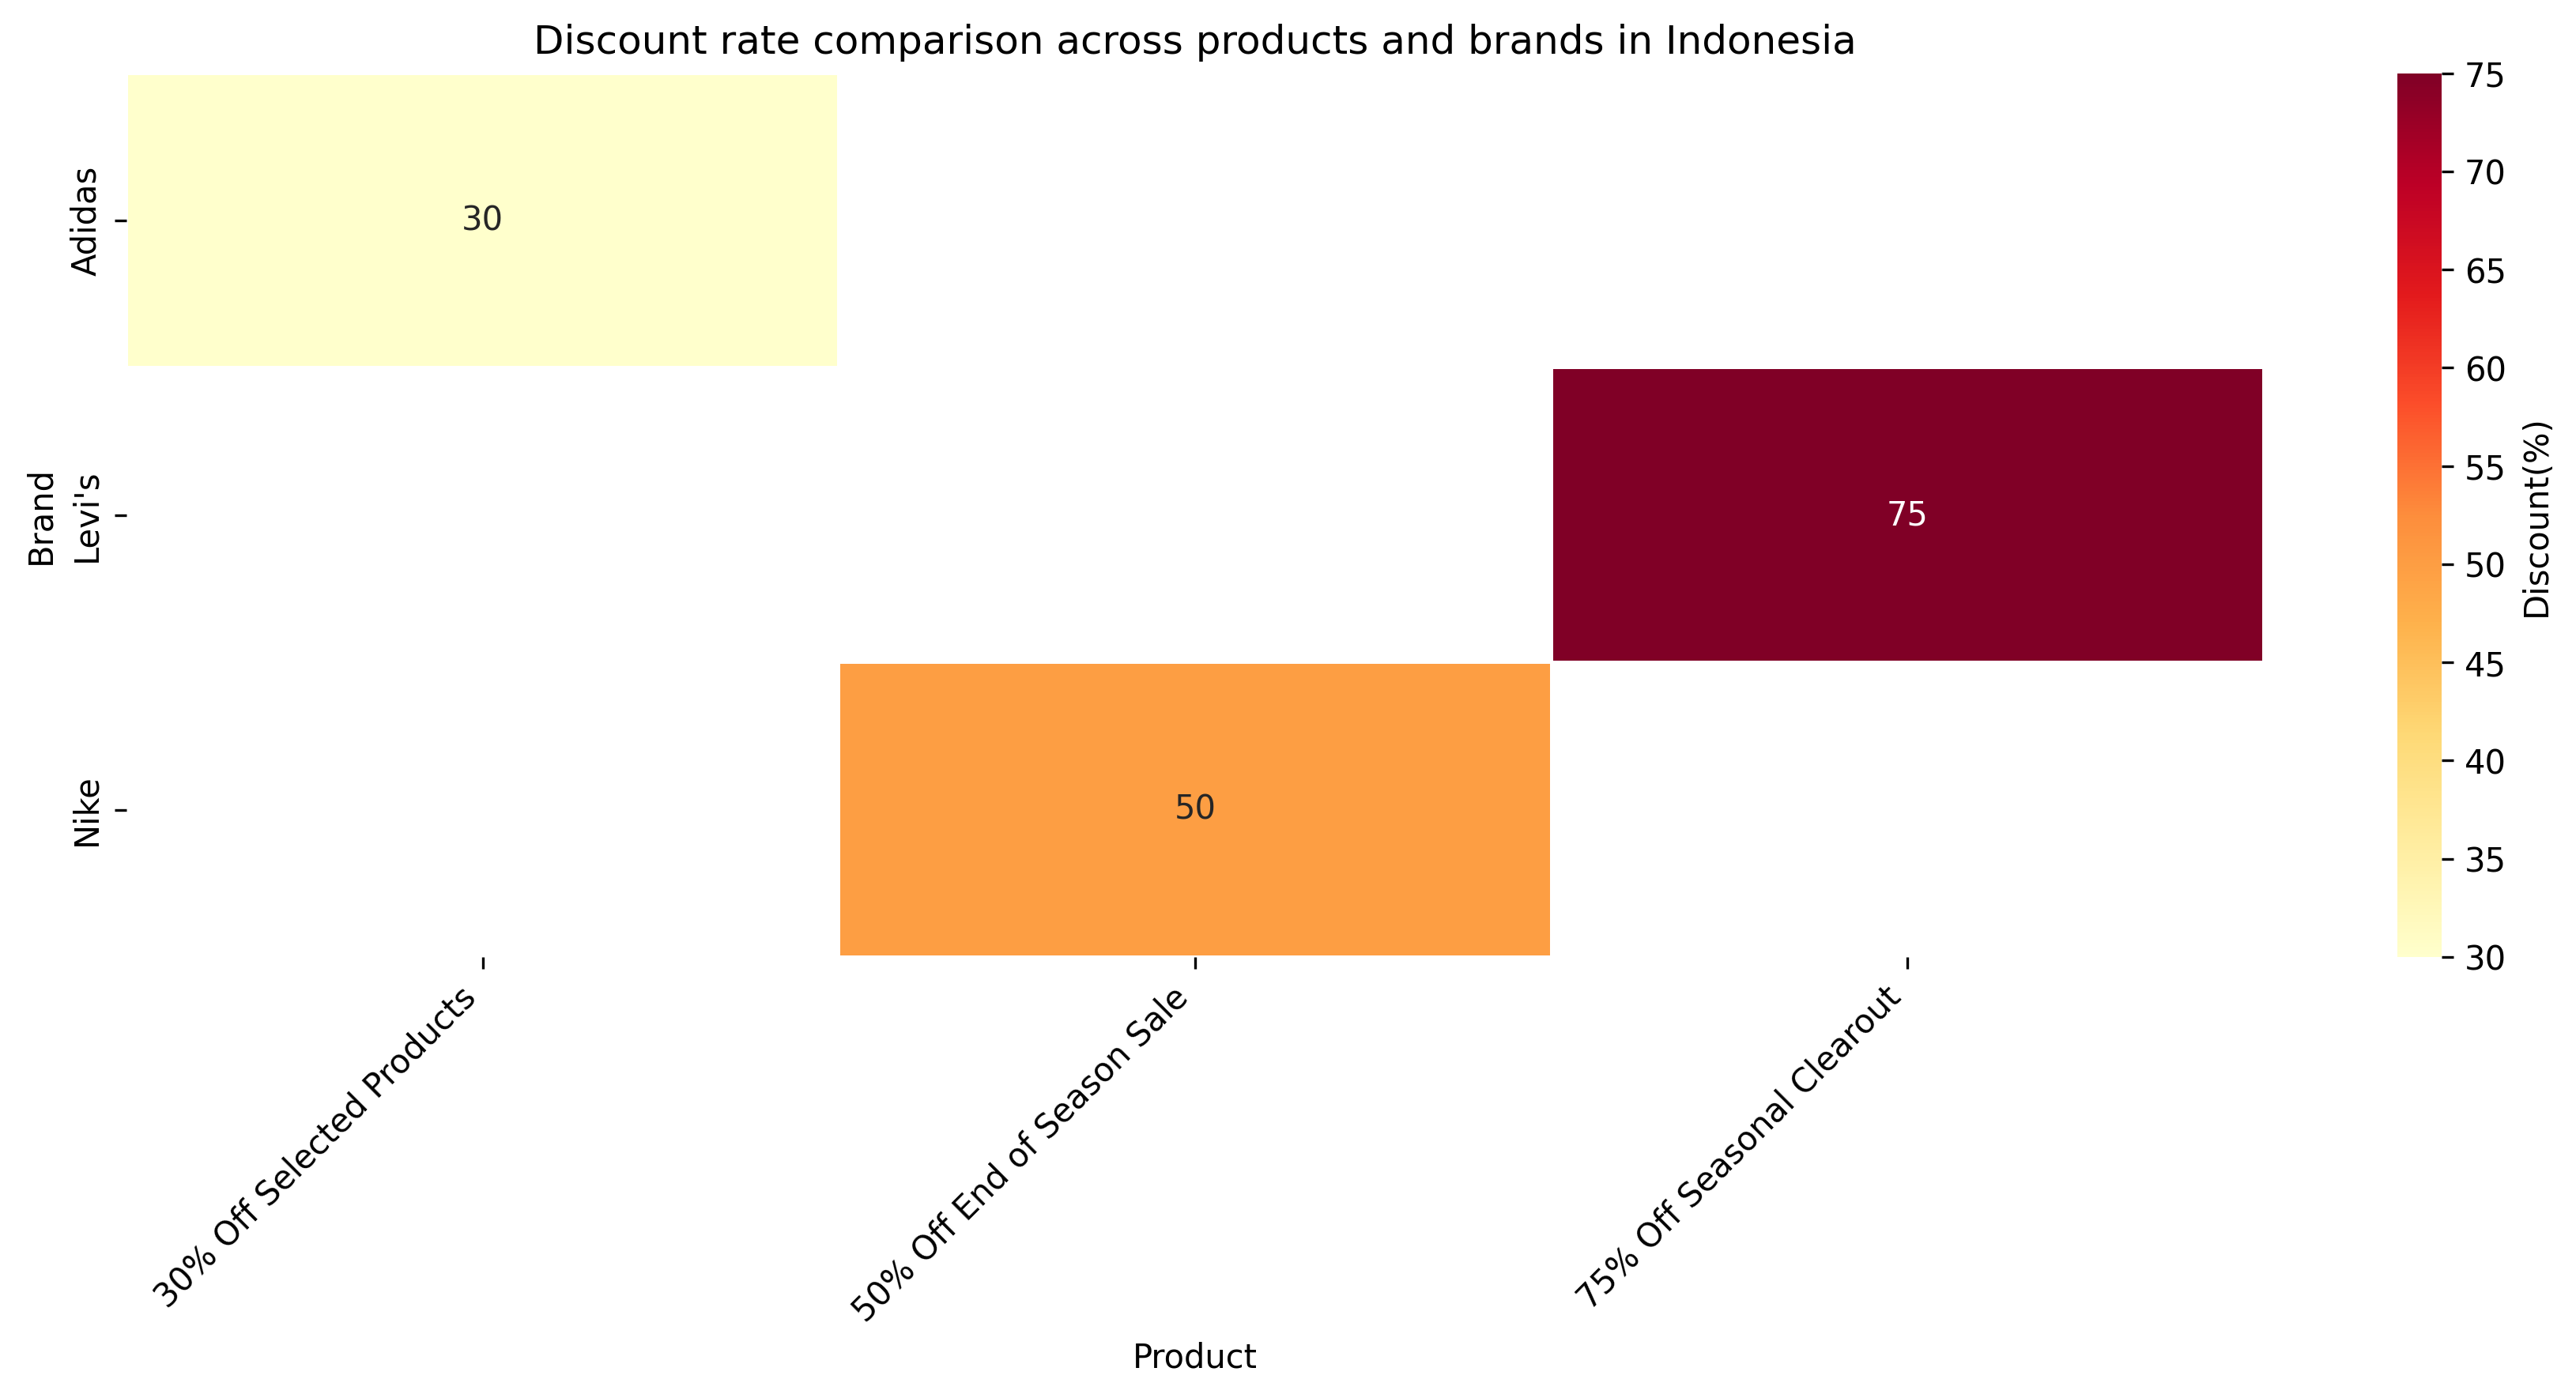 Discount rate comparison across products and brands in Indonesia
Brand
Adidas
Levi's
Nike
30
75
50
30% Off Selected Products
50% Off End of Season Sale
75% Off Seasonal Clearout
Product
75
70
65
60
55
50
45
40
35
30
Discount(%)